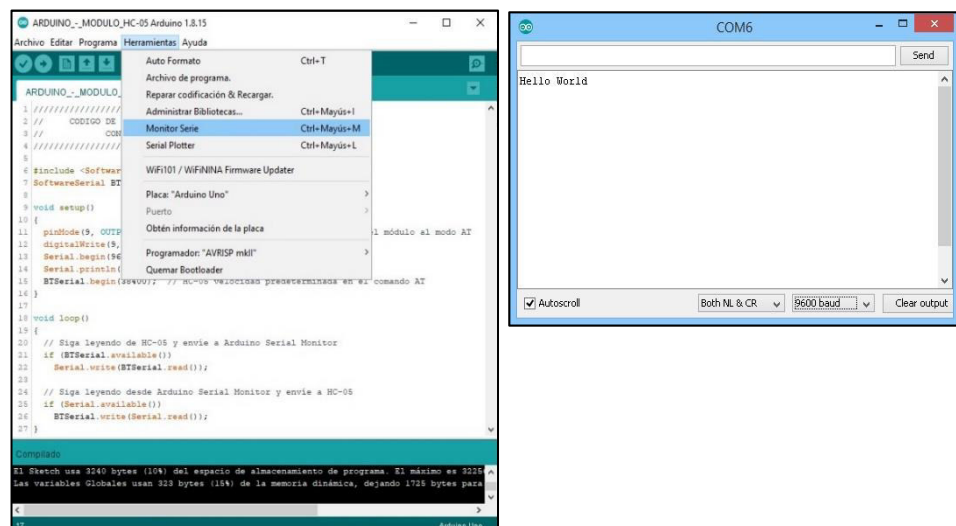 ARDUINO_-_MODULO_HC-05 Arduino 1.8.15
Archivo Editar Programa Herramientas Ayuda
ARDUINO_-_MODULO_
Auto Formato Ctrl+T
Archivo de programa.
Reparar codificación & Recargar.
Administrar Bibliotecas... Ctrl+Mayús+I
Monitor Serie Ctrl+Mayús+M
Serial Plotter Ctrl+Mayús+L
WiFi101 / WiFiNINA Firmware Updater
Placa: "Arduino Uno"
Puerto
Obtén información de la placa
Programador: "AVRISP mkII"
Quemar Bootloader
1 ////////////////////
2 // CODIGO DE
3 // CON
4 ////////////////////
5
6 #include <Softwar
7 SoftwareSerial BT
8
9 void setup()
10 {
11 pinMode(9, OUTP l módulo al modo AT
12 digitalWrite(9,
13 Serial.begin(96
14 Serial.println(
15 BTSerial.begin(38400); // HC-05 velocidad predeterminada en el comando AT
16 }
17
18 void loop()
19 {
20 // Siga leyendo de HC-05 y envie a Arduino Serial Monitor
21 if (BTSerial.available())
22 Serial.write(BTSerial.read());
23
24 // Siga leyendo desde Arduino Serial Monitor y envie a HC-05
25 if (Serial.available())
26 BTSerial.write(Serial.read());
27 }
Compilado
El Sketch usa 3240 bytes (10%) del espacio de almacenamiento de programa. El máximo es 3225
Las variables Globales usan 323 bytes (15%) de la memoria dinámica, dejando 1725 bytes para
17 Arduino Uno
COM6
Send
Hello World
Autoscroll Both NL & CR 9600 baud Clear output